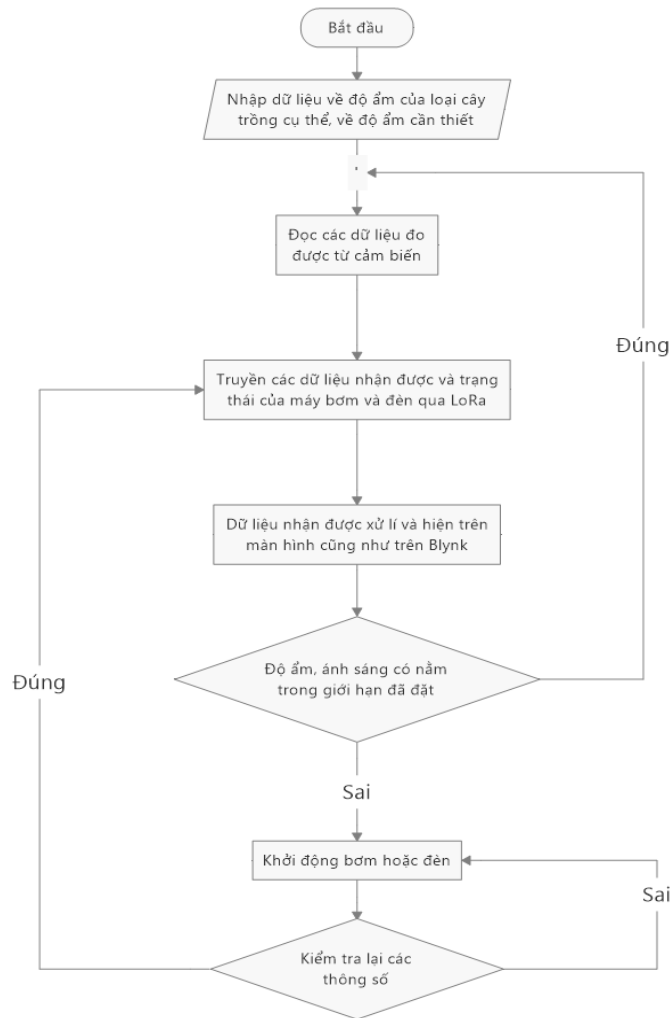 Bắt đầu
Nhập dữ liệu về độ ẩm của loại cây
trồng cụ thể, về độ ẩm cần thiết
'
Đọc các dữ liệu đo
được từ cảm biến
Đúng
Truyền các dữ liệu nhận được và trạng
thái của máy bơm và đèn qua LoRa
Dữ liệu nhận được xử lí và hiện trên
màn hình cũng như trên Blynk
Độ ẩm, ánh sáng có nằm
trong giới hạn đã đặt
Đúng
Sai
Khởi động bơm hoặc đèn
Sai
Kiểm tra lại các
thông số